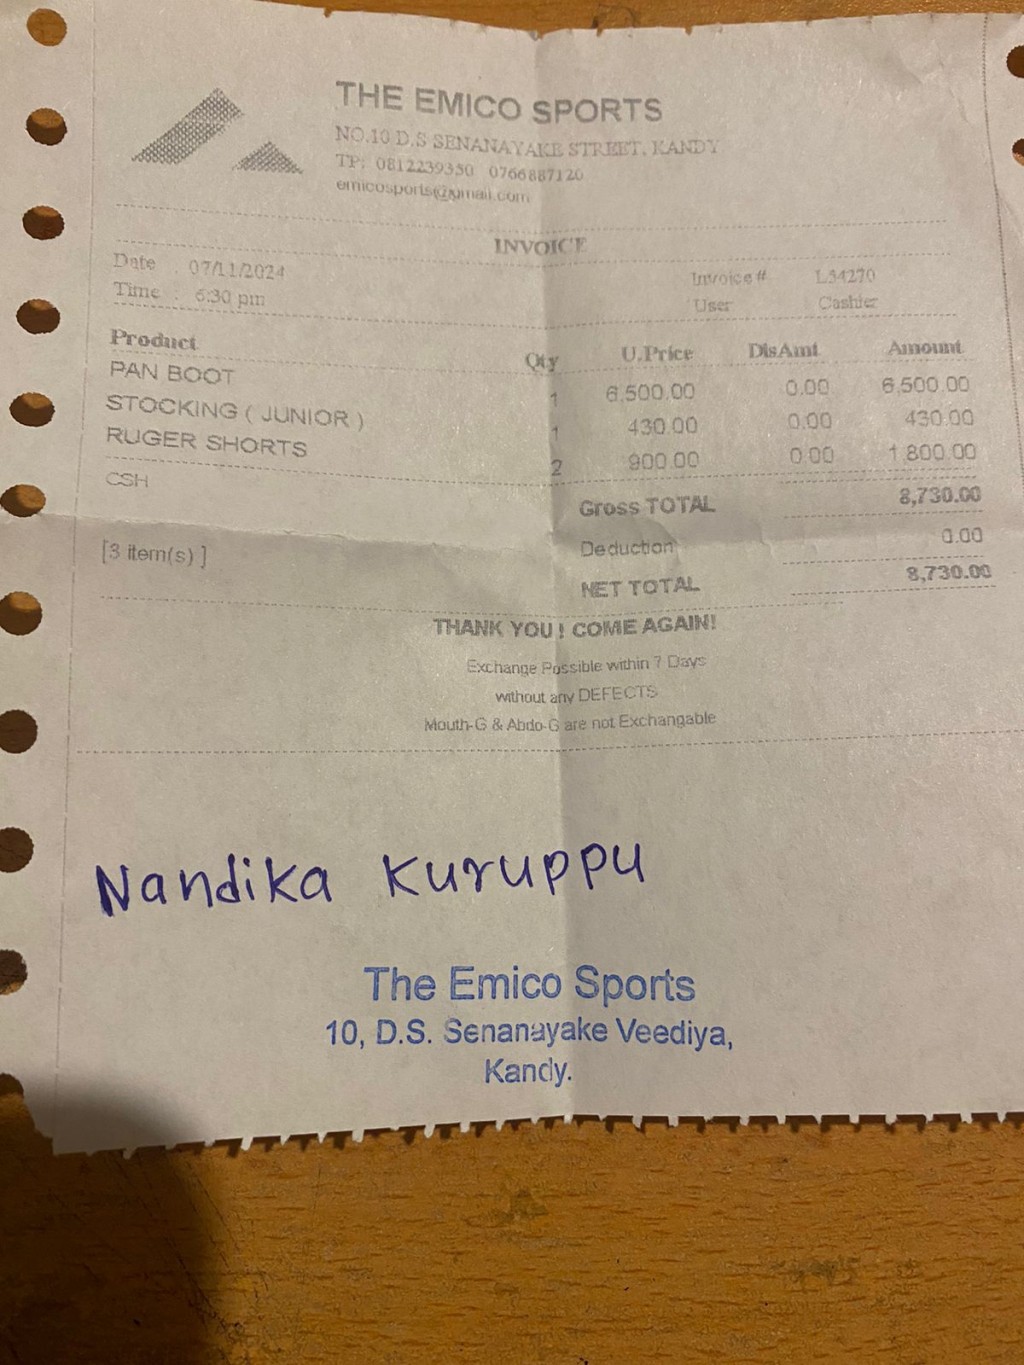 THE EMICO SPORTS
NO.10 D.S SENANAYAKE STREET, KANDY
TP: 0812239350 0766887120
emicosports@gmail.com
INVOICE
Date : 07/11/2024 Invoice # L54270
Time : 6:30 pm User Cashier
Product Qty U.Price DisAmt Amount
PAN BOOT 1 6,500.00 0.00 6,500.00
STOCKING ( JUNIOR ) 1 430.00 0.00 430.00
RUGER SHORTS 2 900.00 0.00 1,800.00
CSH Gross TOTAL 8,730.00
[3 item(s) ] Deduction 0.00
NET TOTAL 8,730.00
THANK YOU ! COME AGAIN!
Exchange Possible within 7 Days
without any DEFECTS
Mouth-G & Abdo-G are not Exchangable
Nandika Kuruppu
The Emico Sports
10, D.S. Senanayake Veediya,
Kandy.